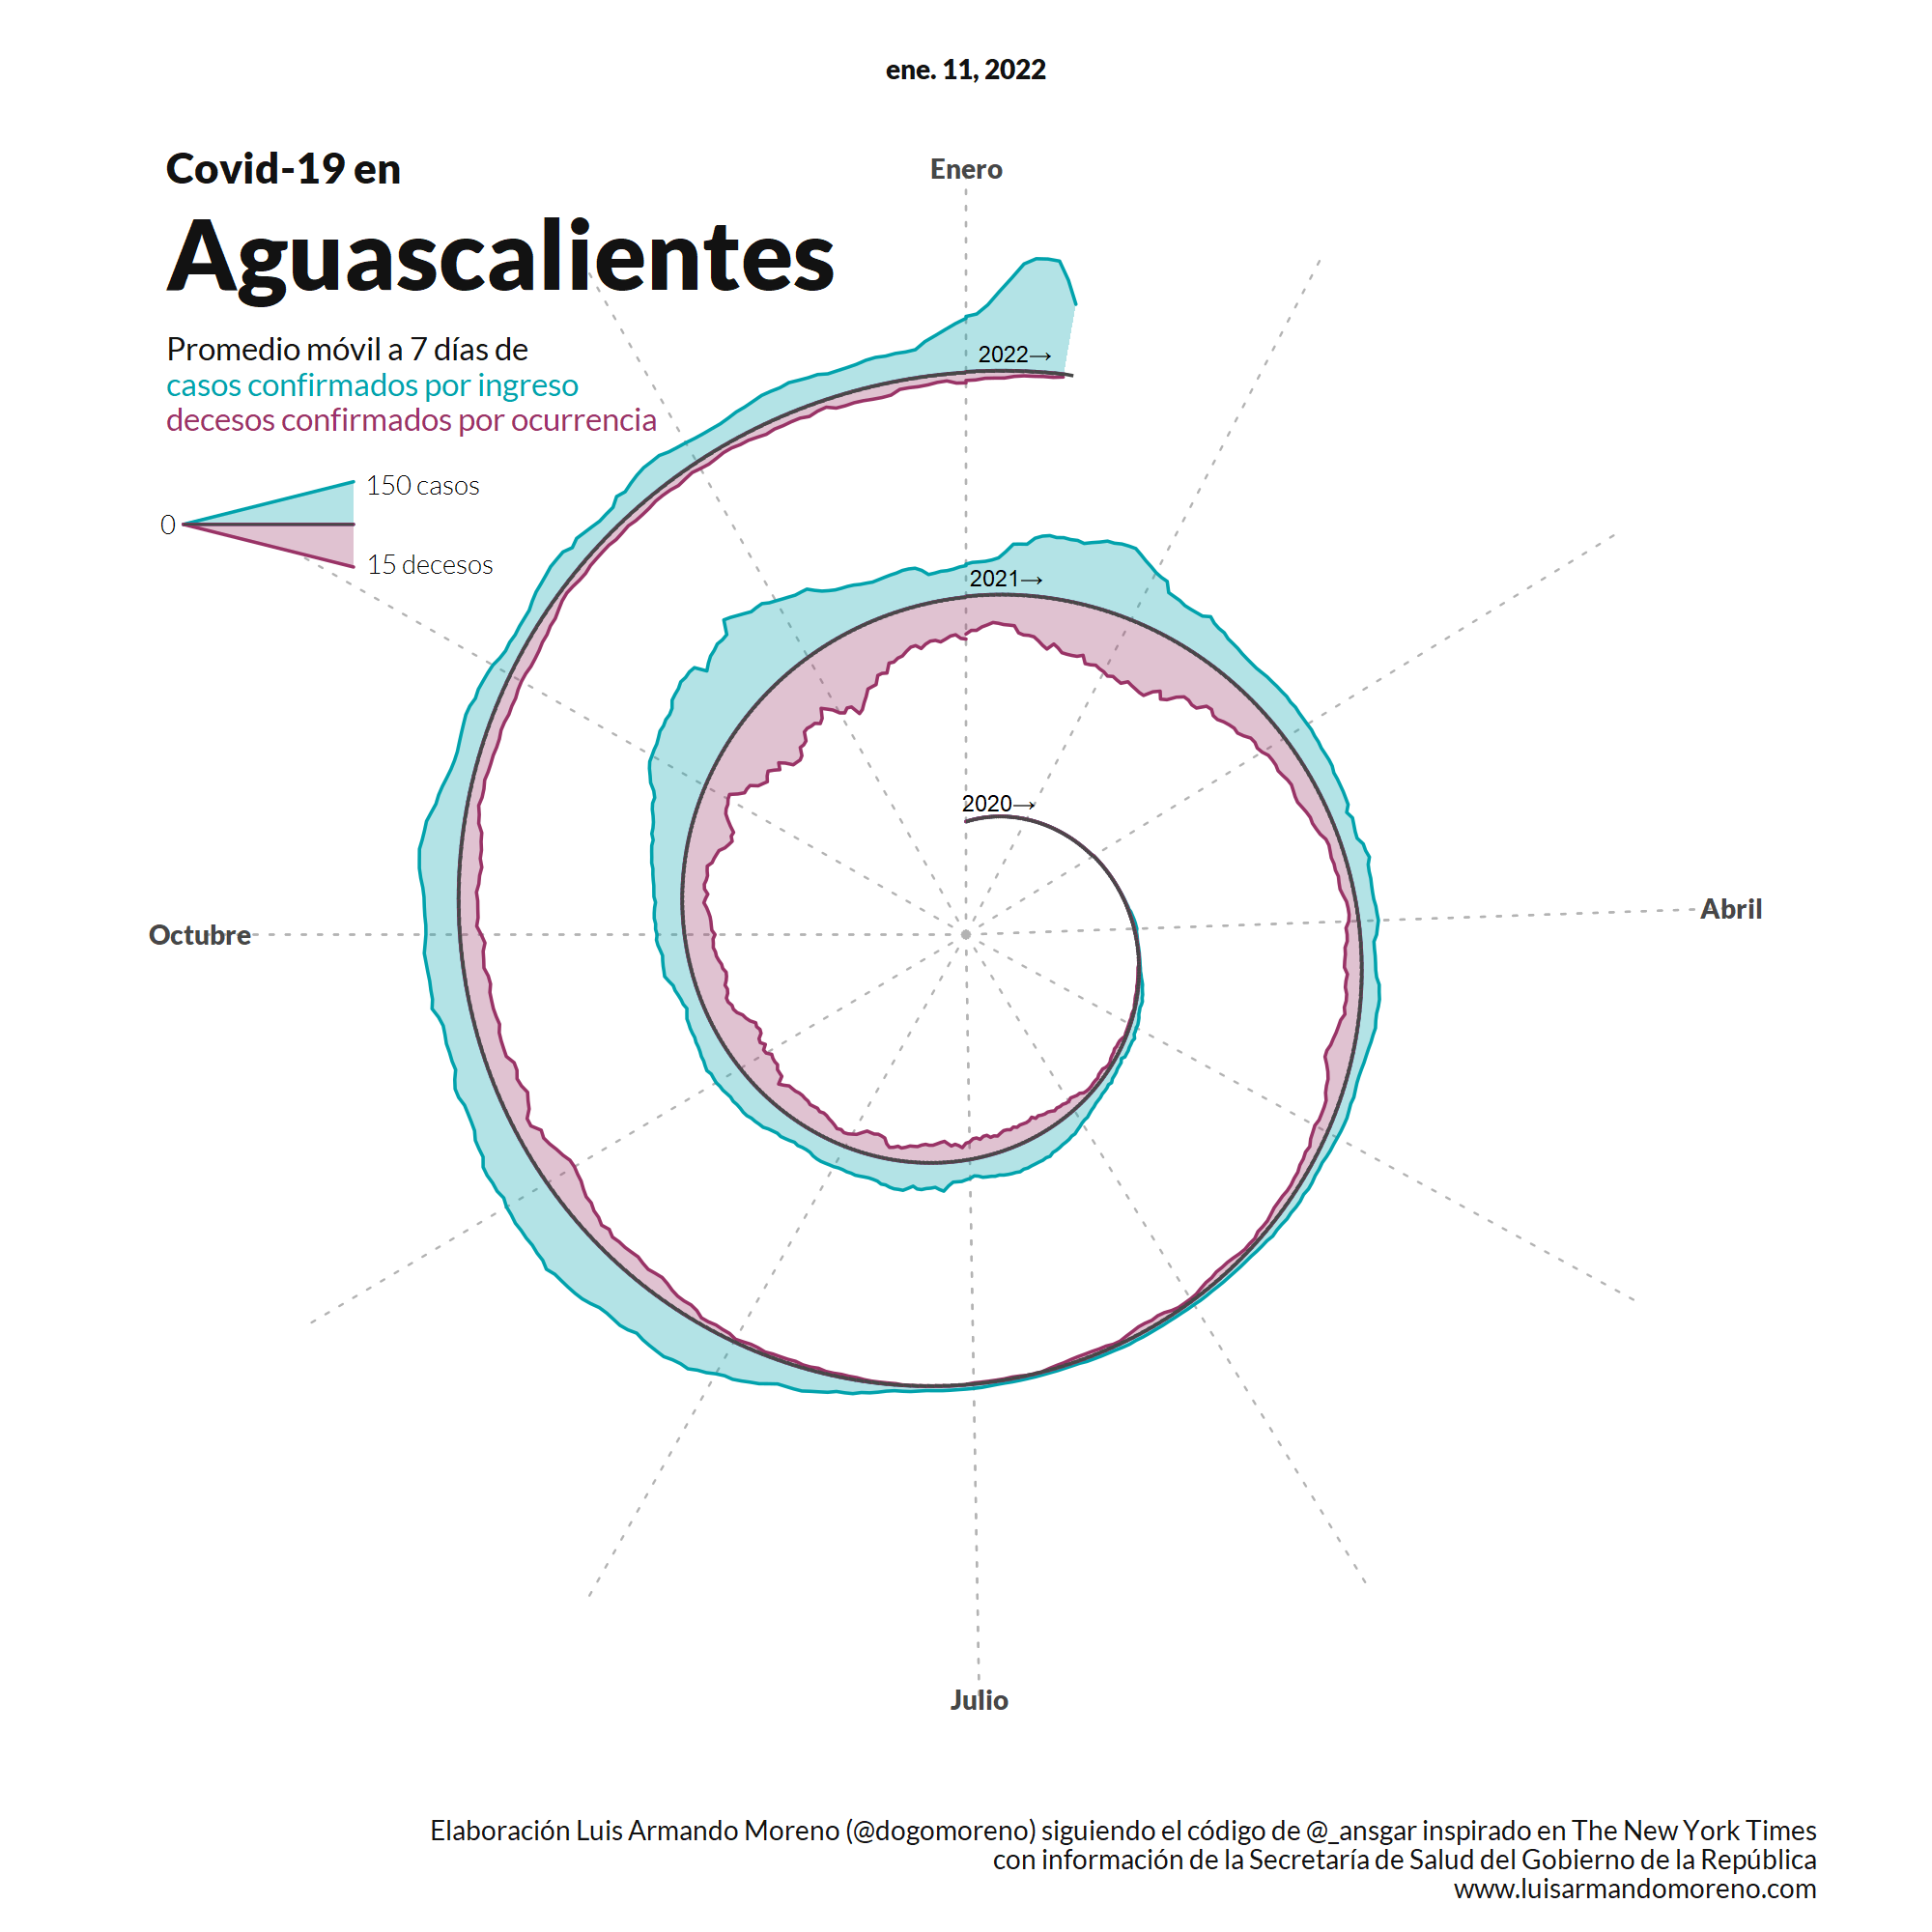 ene. 11, 2022
Covid-19 en
Aguascalientes
Promedio móvil a 7 días de
casos confirmados por ingreso
decesos confirmados por ocurrencia
150 casos
0
15 decesos
Enero
2022→
2021→
2020→
Abril
Octubre
Julio
Elaboración Luis Armando Moreno (@dogomoreno) siguiendo el código de @_ansgar inspirado en The New York Times
con información de la Secretaría de Salud del Gobierno de la República
www.luisarmandomoreno.com